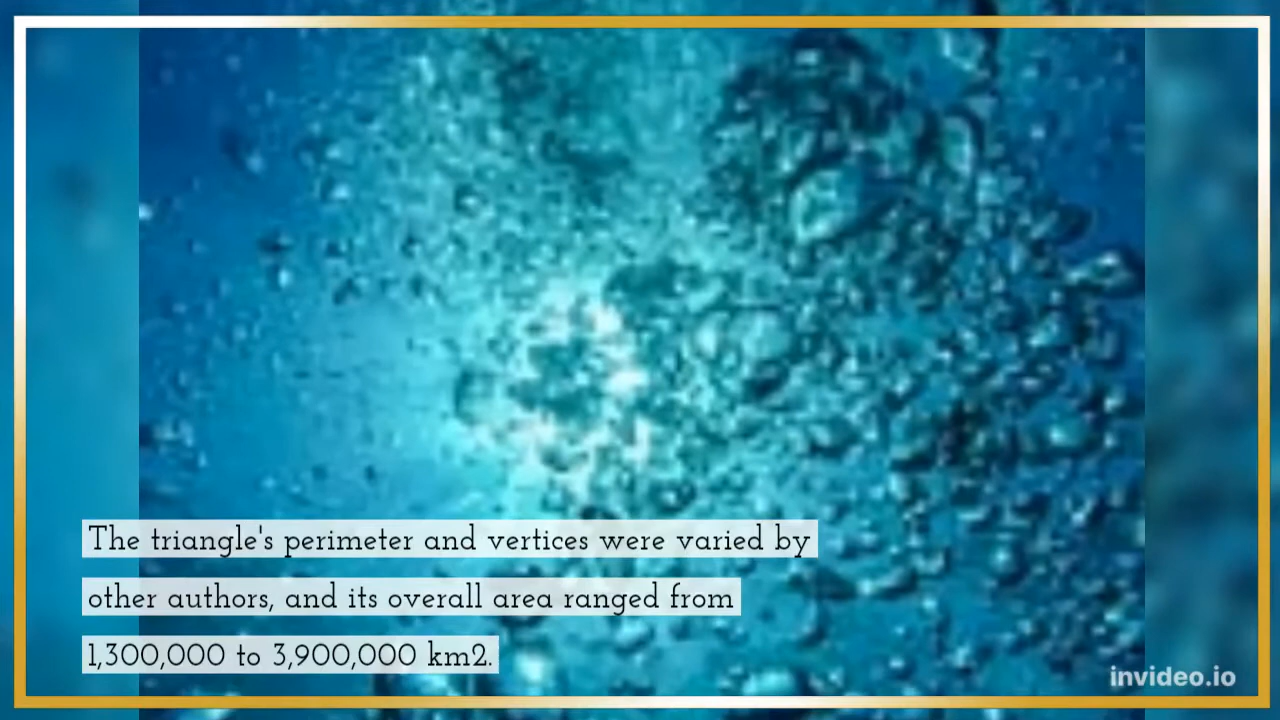 The triangle's perimeter and vertices were varied by
other authors, and its overall area ranged from
1,300,000 to 3,900,000 km2.
invideo.io